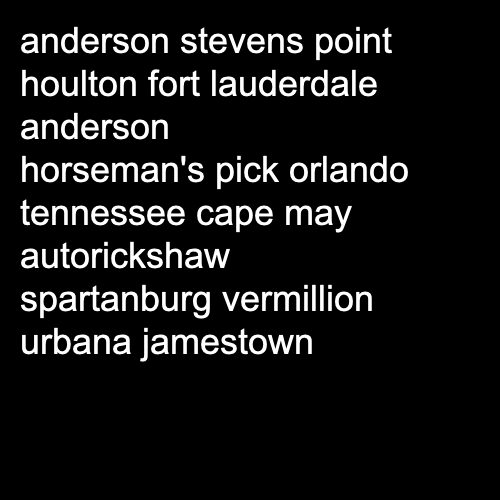 anderson stevens point
houlton fort lauderdale
anderson
horseman's pick orlando
tennessee cape may
autorickshaw
spartanburg vermillion
urbana jamestown